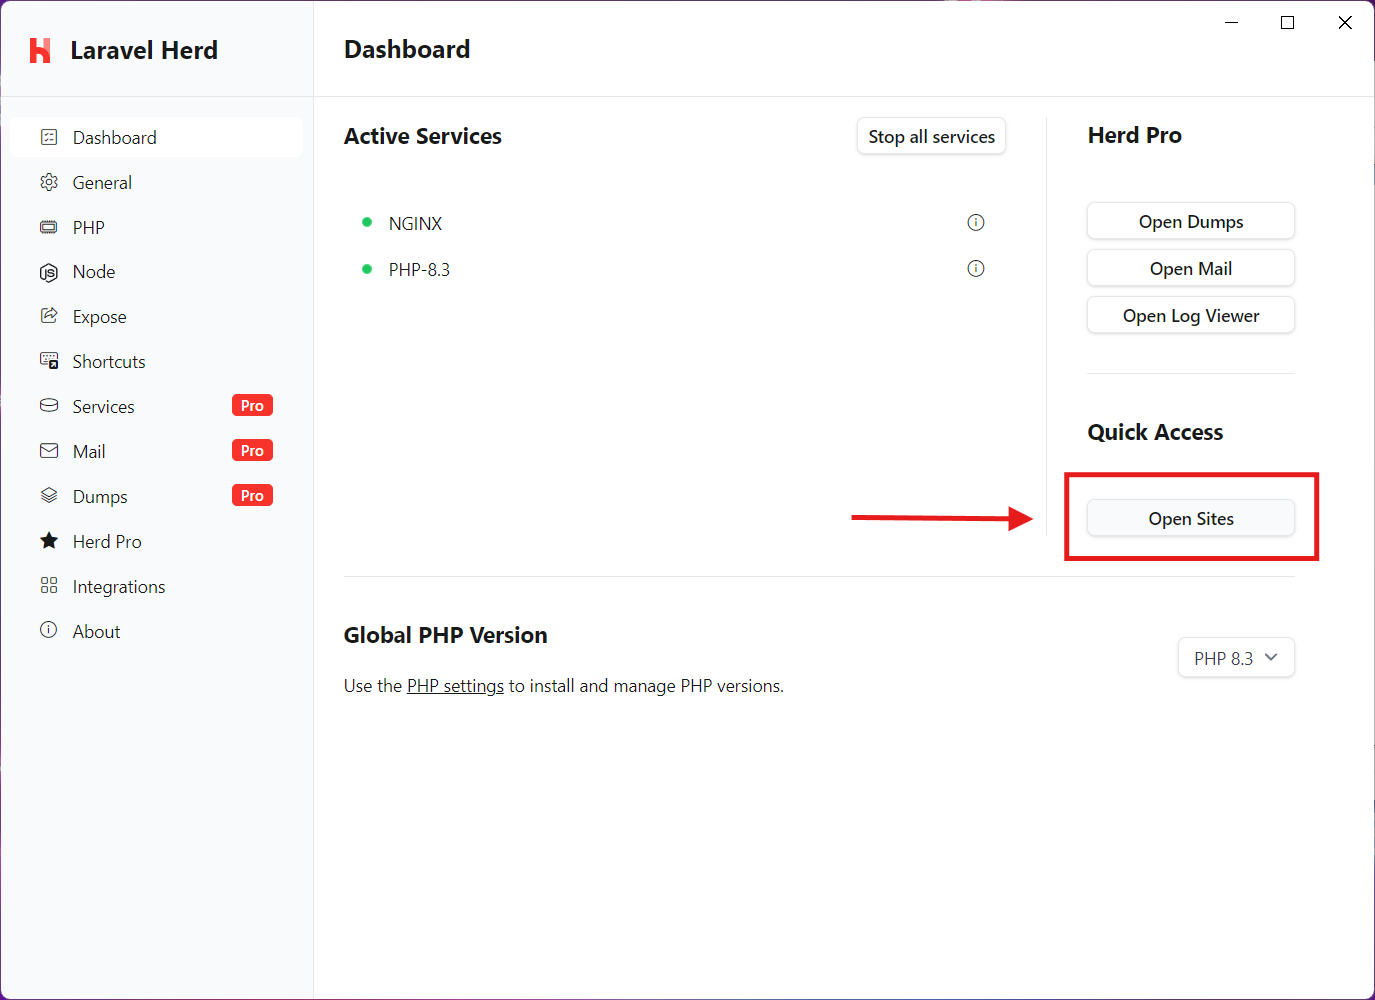 Laravel Herd
Dashboard
General
PHP
Node
Expose
Shortcuts
Services Pro
Mail Pro
Dumps Pro
Herd Pro
Integrations
About
Dashboard
Active Services
Stop all services
NGINX
PHP-8.3
Herd Pro
Open Dumps
Open Mail
Open Log Viewer
Quick Access
Open Sites
Global PHP Version
Use the PHP settings to install and manage PHP versions.
PHP 8.3